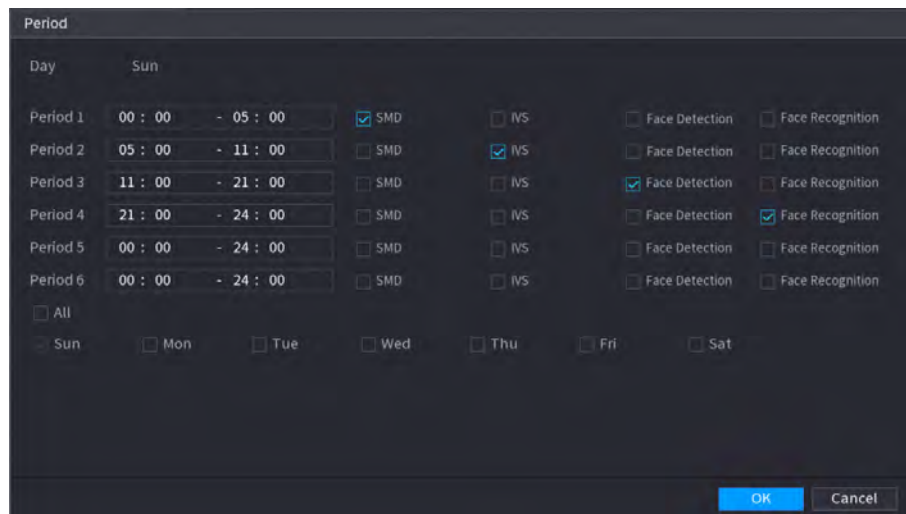 Period
Day Sun
Period 1 00 : 00 - 05 : 00 SMD IVS Face Detection Face Recognition
Period 2 05 : 00 - 11 : 00 SMD IVS Face Detection Face Recognition
Period 3 11 : 00 - 21 : 00 SMD IVS Face Detection Face Recognition
Period 4 21 : 00 - 24 : 00 SMD IVS Face Detection Face Recognition
Period 5 00 : 00 - 24 : 00 SMD IVS Face Detection Face Recognition
Period 6 00 : 00 - 24 : 00 SMD IVS Face Detection Face Recognition
All
Sun Mon Tue Wed Thu Fri Sat
OK Cancel